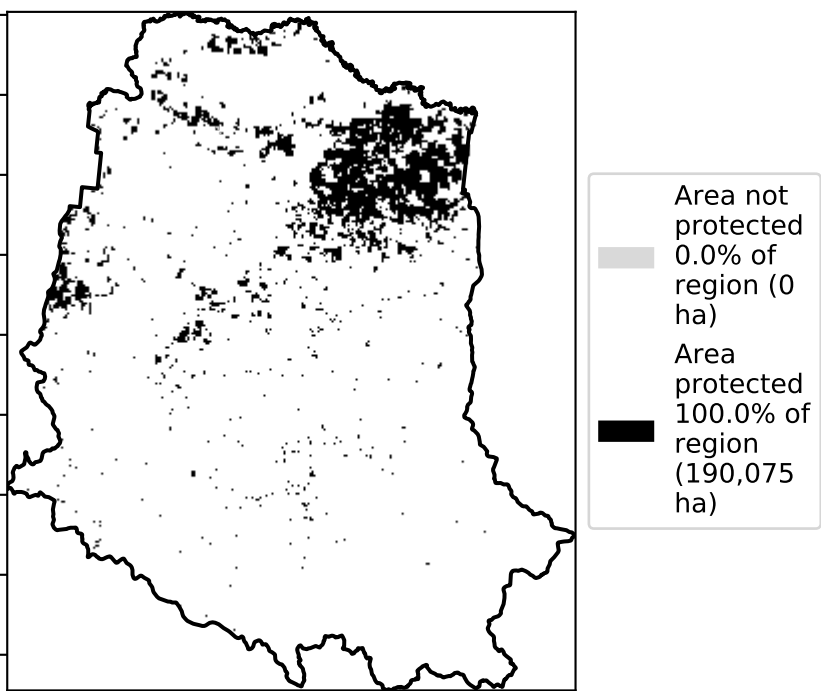 Area not
protected
0.0% of
region (0
ha)
Area
protected
100.0% of
region
(190,075
ha)